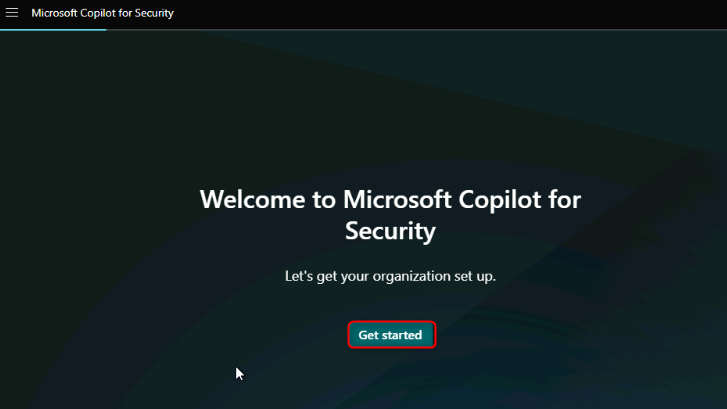 Microsoft Copilot for Security
Welcome to Microsoft Copilot for
Security
Let's get your organization set up.
Get started